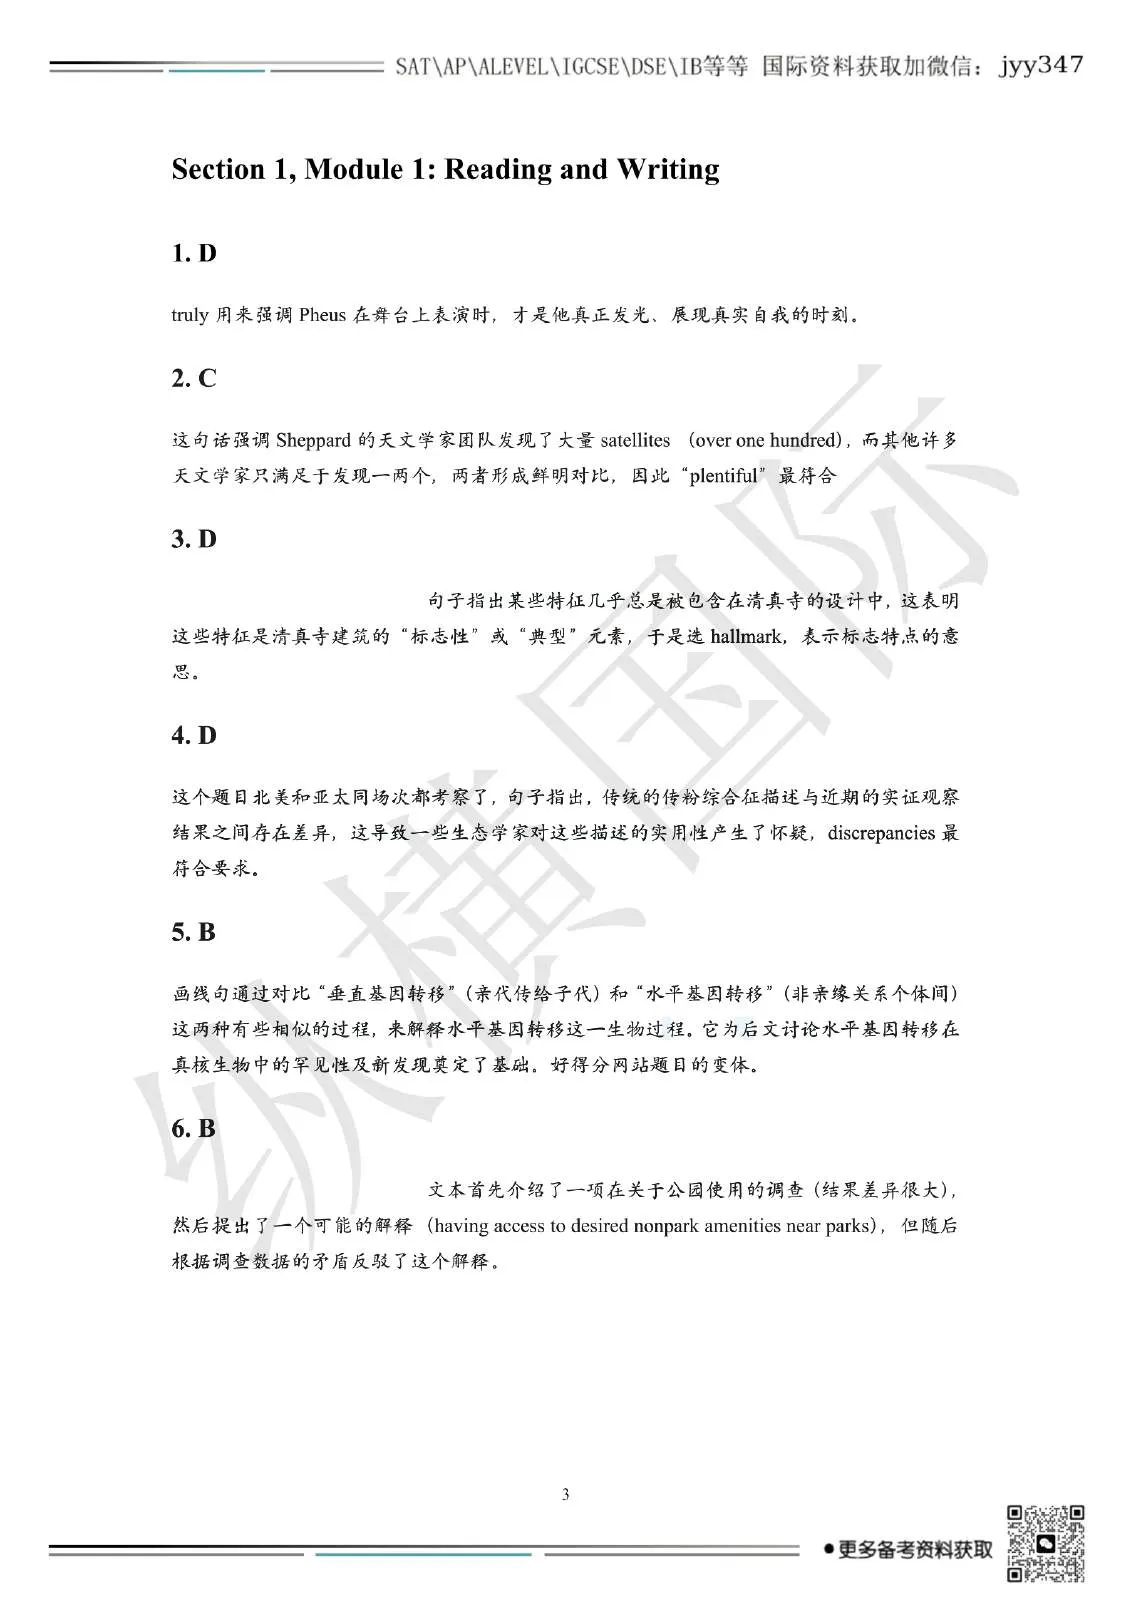 SAT\AP\ALEVEL\IGCSE\DSE\IB等等 国际资料获取加微信： jyy347
Section 1, Module 1: Reading and Writing
1. D
truly 用来强调 Pheus 在舞台上表演时，才是他真正发光、展现真实自我的时刻。
2. C
这句话强调 Sheppard 的天文学家团队发现了大量 satellites （over one hundred），而其他许多
天文学家只满足于发现一两个，两者形成鲜明对比，因此“plentiful”最符合
3. D
句子指出某些特征几乎总是被包含在清真寺的设计中，这表明
这些特征是清真寺建筑的“标志性”或“典型”元素，于是选 hallmark，表示标志特点的意
思。
4. D
这个题目北美和亚太同场次都考察了，句子指出，传统的传粉综合征描述与近期的实证观察
结果之间存在差异，这导致一些生态学家对这些描述的实用性产生了怀疑，discrepancies 最
符合要求。
5. B
画线句通过对比“垂直基因转移”（亲代传给子代）和“水平基因转移”（非亲缘关系个体间）
这两种有些相似的过程，来解释水平基因转移这一生物过程。它为后文讨论水平基因转移在
真核生物中的罕见性及新发现奠定了基础。好得分网站题目的变体。
6. B
文本首先介绍了一项在关于公园使用的调查（结果差异很大），
然后提出了一个可能的解释（having access to desired nonpark amenities near parks），但随后
根据调查数据的矛盾反驳了这个解释。
纵横国际
3
●更多备考资料获取